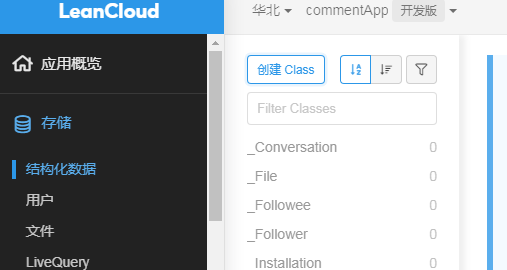 LeanCloud
华北
commentApp
开发版
应用概览
存储
结构化数据
用户
文件
LiveQuery
创建 Class
Filter Classes
_Conversation 0
_File 0
_Followee 0
_Follower 0
_Installation 0